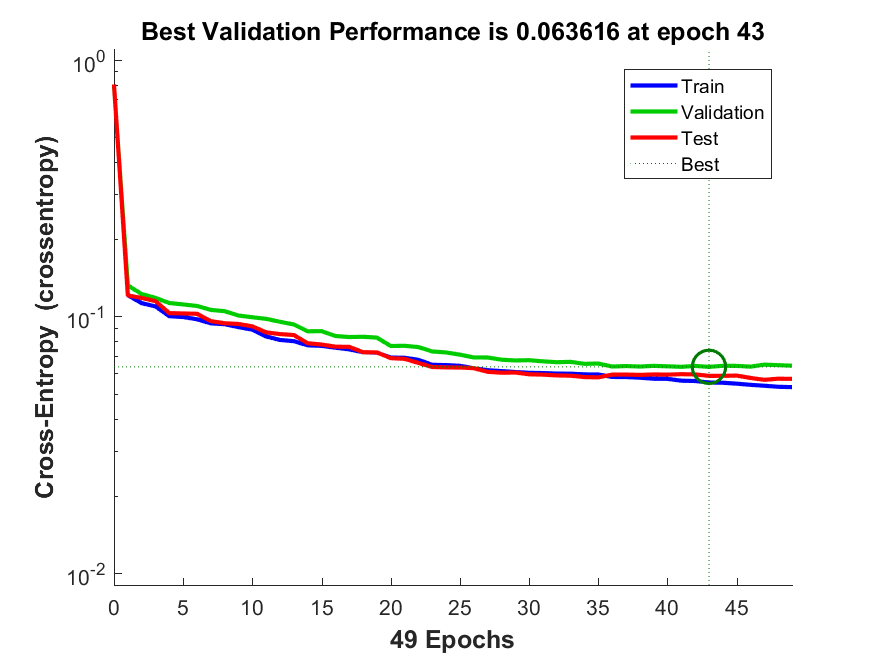 Best Validation Performance is 0.063616 at epoch 43
Cross-Entropy  (crossentropy)
10^0
10^-1
10^-2
Train
Validation
Test
Best
0 5 10 15 20 25 30 35 40 45
49 Epochs